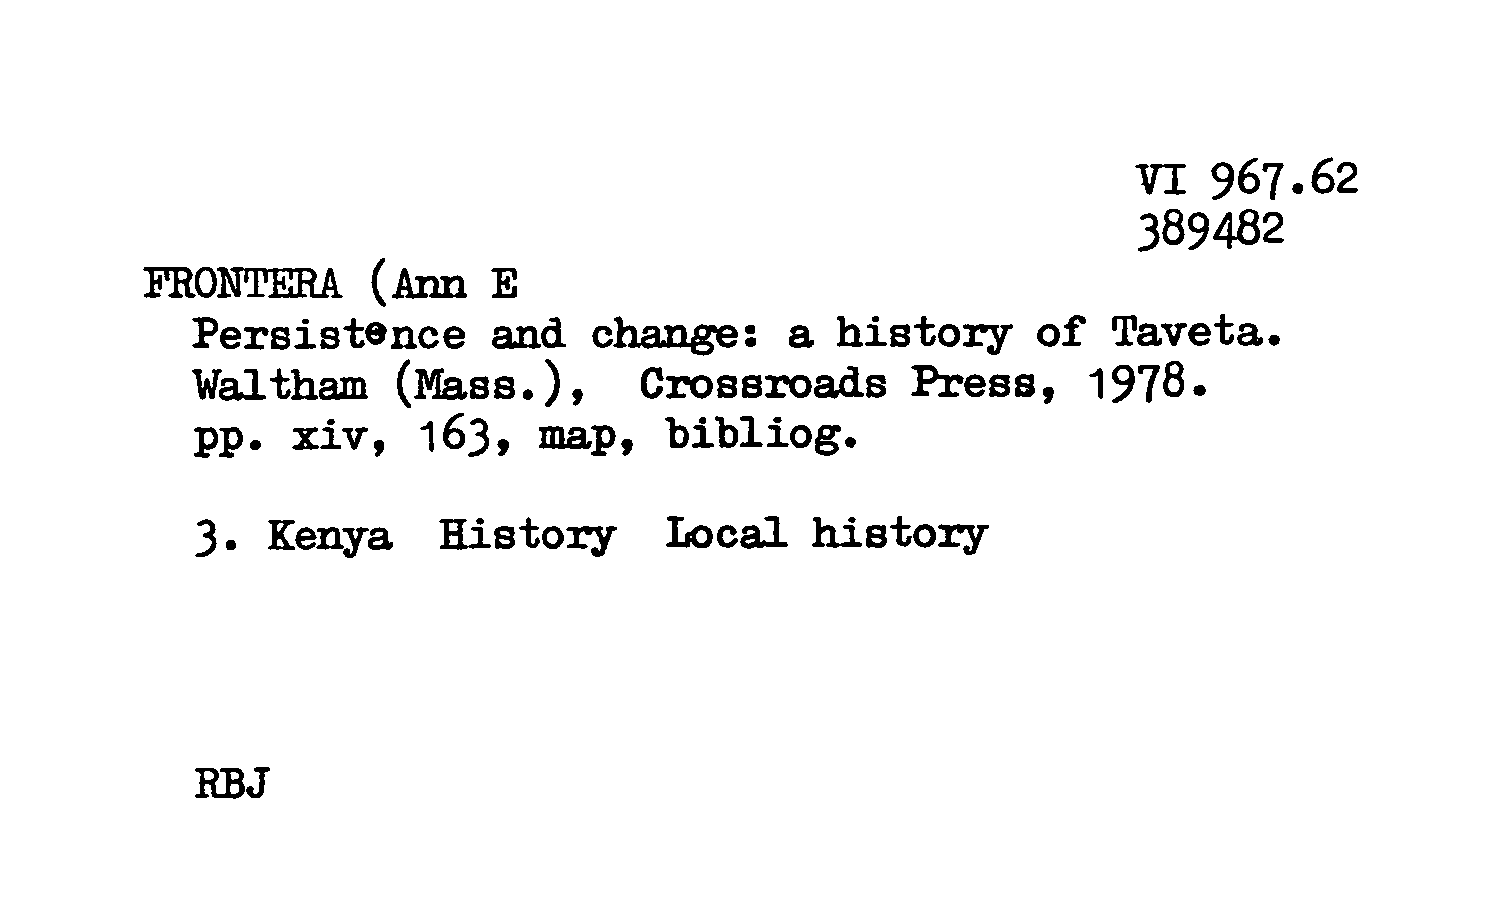 VI 967.62
389482
FRONTERA (Ann E
Persistence and change: a history of Taveta.
Waltham (Mass.), Crossroads Press, 1978.
pp. xiv, 163, map, bibliog.
3. Kenya History Local history
RBJ